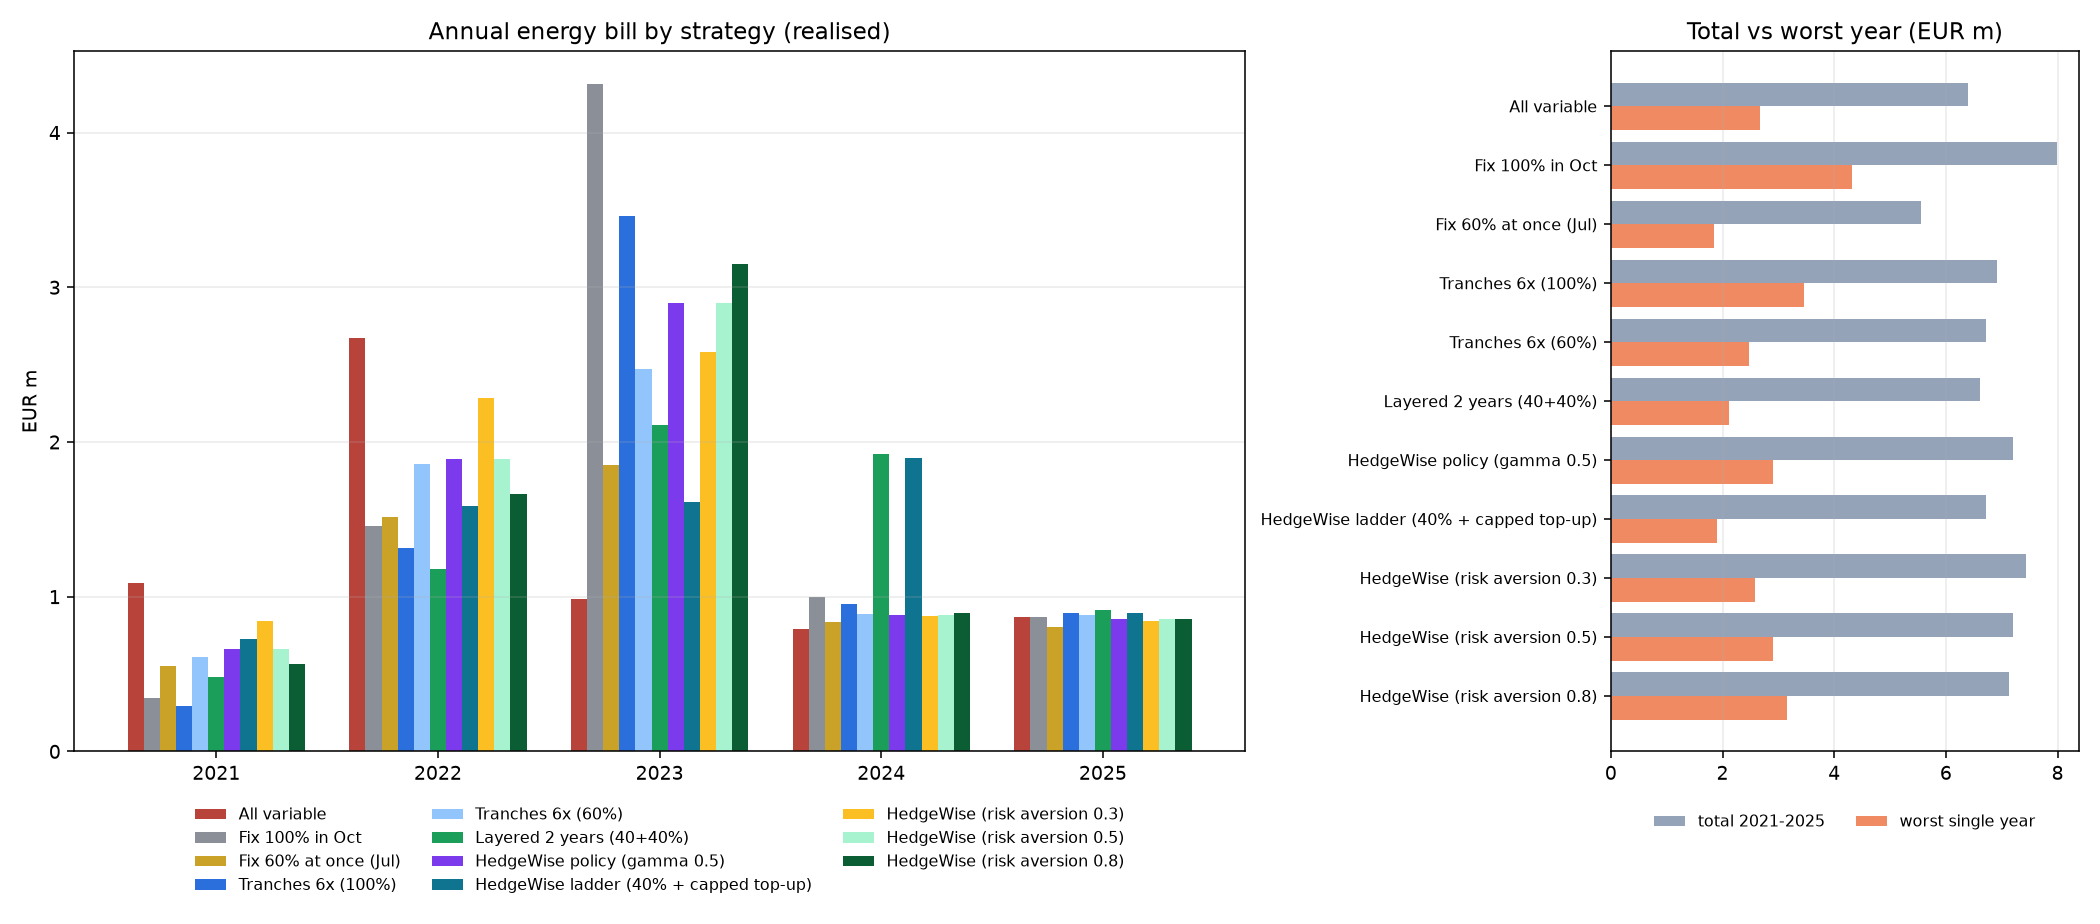 Annual energy bill by strategy (realised)
EUR m
4
3
2
1
0
2021
2022
2023
2024
2025
All variable
Fix 100% in Oct
Fix 60% at once (Jul)
Tranches 6x (100%)
Tranches 6x (60%)
Layered 2 years (40+40%)
HedgeWise policy (gamma 0.5)
HedgeWise ladder (40% + capped top-up)
HedgeWise (risk aversion 0.3)
HedgeWise (risk aversion 0.5)
HedgeWise (risk aversion 0.8)
Total vs worst year (EUR m)
All variable
Fix 100% in Oct
Fix 60% at once (Jul)
Tranches 6x (100%)
Tranches 6x (60%)
Layered 2 years (40+40%)
HedgeWise policy (gamma 0.5)
HedgeWise ladder (40% + capped top-up)
HedgeWise (risk aversion 0.3)
HedgeWise (risk aversion 0.5)
HedgeWise (risk aversion 0.8)
0
2
4
6
8
total 2021-2025
worst single year